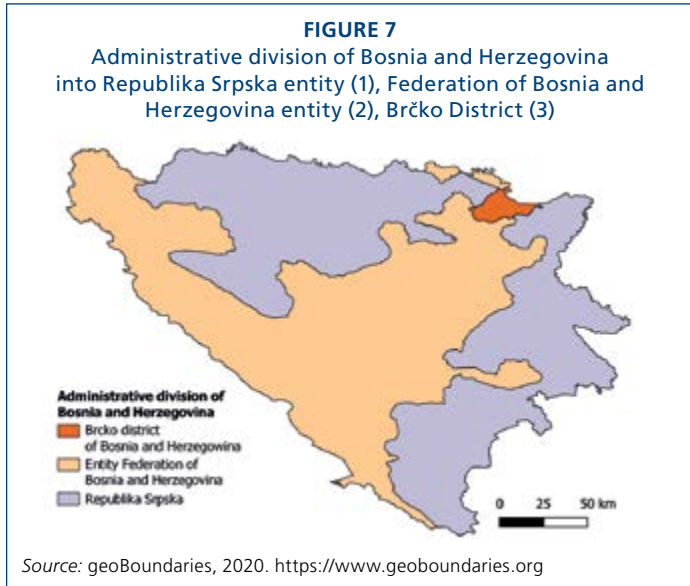 FIGURE 7
Administrative division of Bosnia and Herzegovina
into Republika Srpska entity (1), Federation of Bosnia and
Herzegovina entity (2), Brčko District (3)
Administrative division of
Bosnia and Herzegovina
Brcko district
of Bosnia and Herzegowina
Entity Federation of
Bosnia and Herzegovina
Republika Srpska
0 25 50 km
Source: geoBoundaries, 2020. https://www.geoboundaries.org